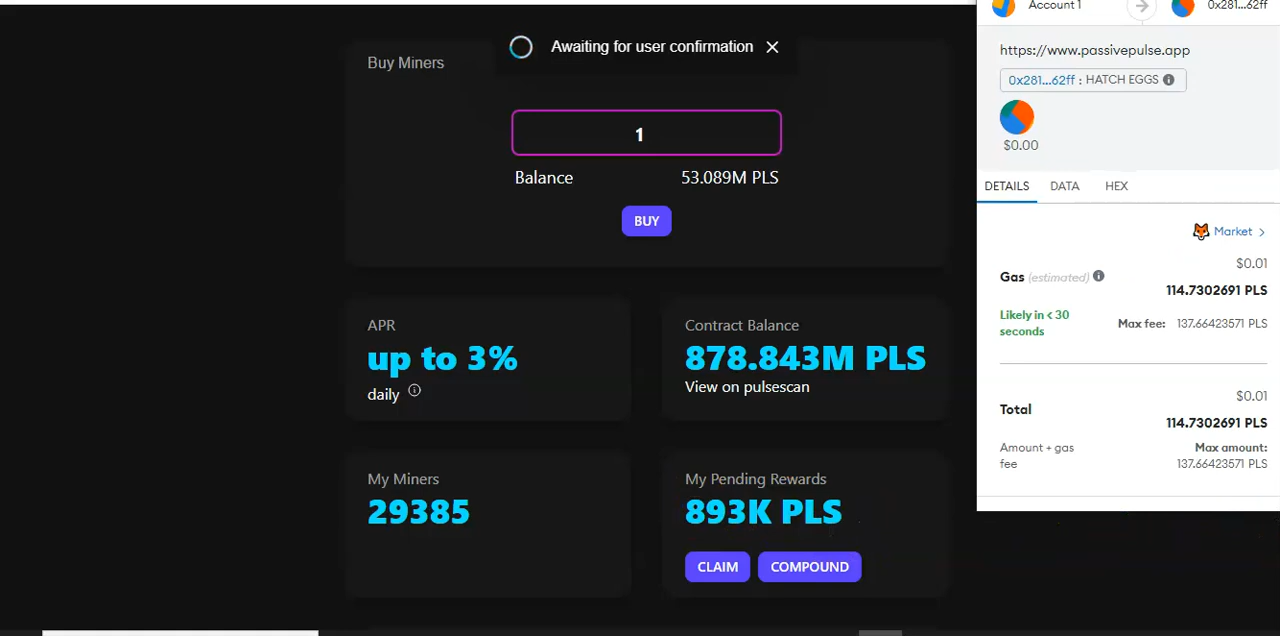 Account 1
0x281...62ff
Awaiting for user confirmation
Buy Miners
1
Balance 53.089M PLS
BUY
APR
up to 3%
daily
Contract Balance
878.843M PLS
View on pulsescan
My Miners
29385
My Pending Rewards
893K PLS
CLAIM COMPOUND
https://www.passivepulse.app
0x281...62ff : HATCH EGGS
$0.00
DETAILS DATA HEX
Market >
$0.01
Gas (estimated)
114.7302691 PLS
Likely in < 30
seconds
Max fee: 137.66423571 PLS
$0.01
Total
114.7302691 PLS
Amount + gas
fee
Max amount:
137.66423571 PLS